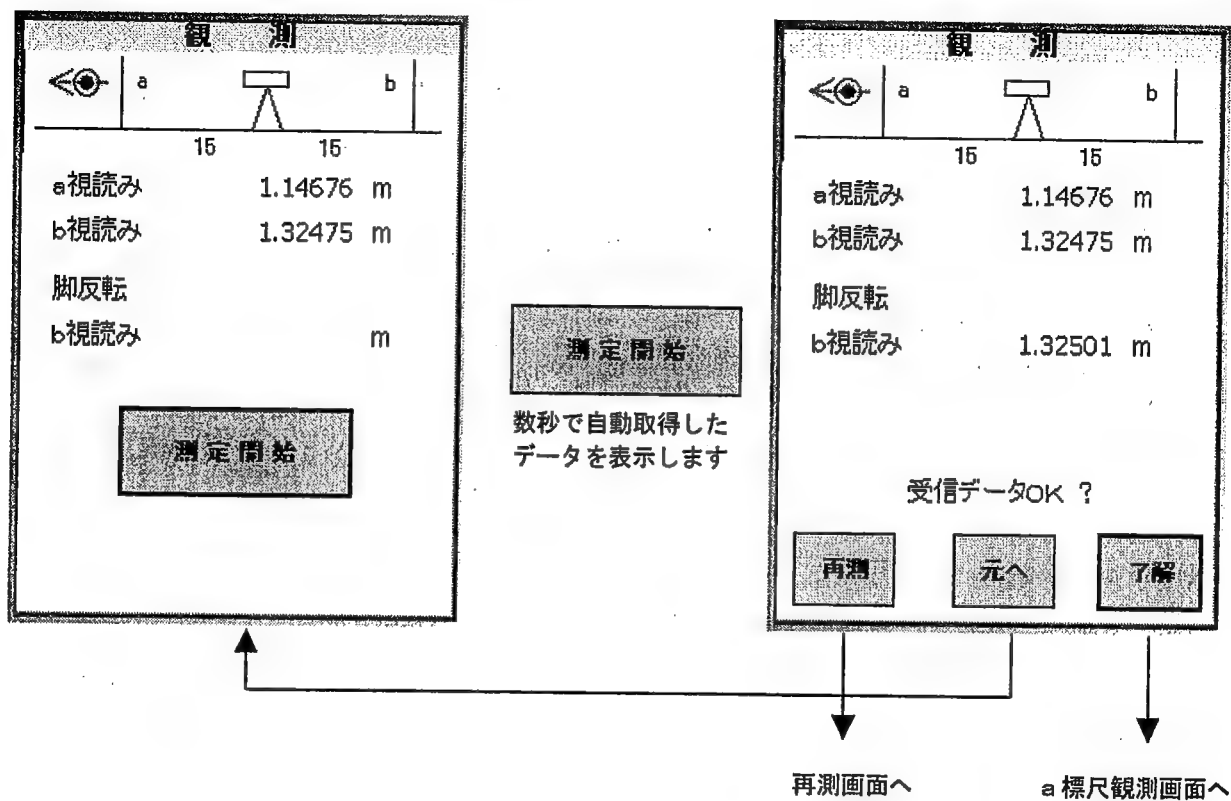 観 測
a b
15 15
a視読み 1.14676 m
b視読み 1.32475 m
脚反転
b視読み m
測定開始
測定開始
数秒で自動取得した
データを表示します
観 測
a b
15 15
a視読み 1.14676 m
b視読み 1.32475 m
脚反転
b視読み 1.32501 m
受信データOK ?
再測 元へ 了解
再測画面へ a標尺観測画面へ